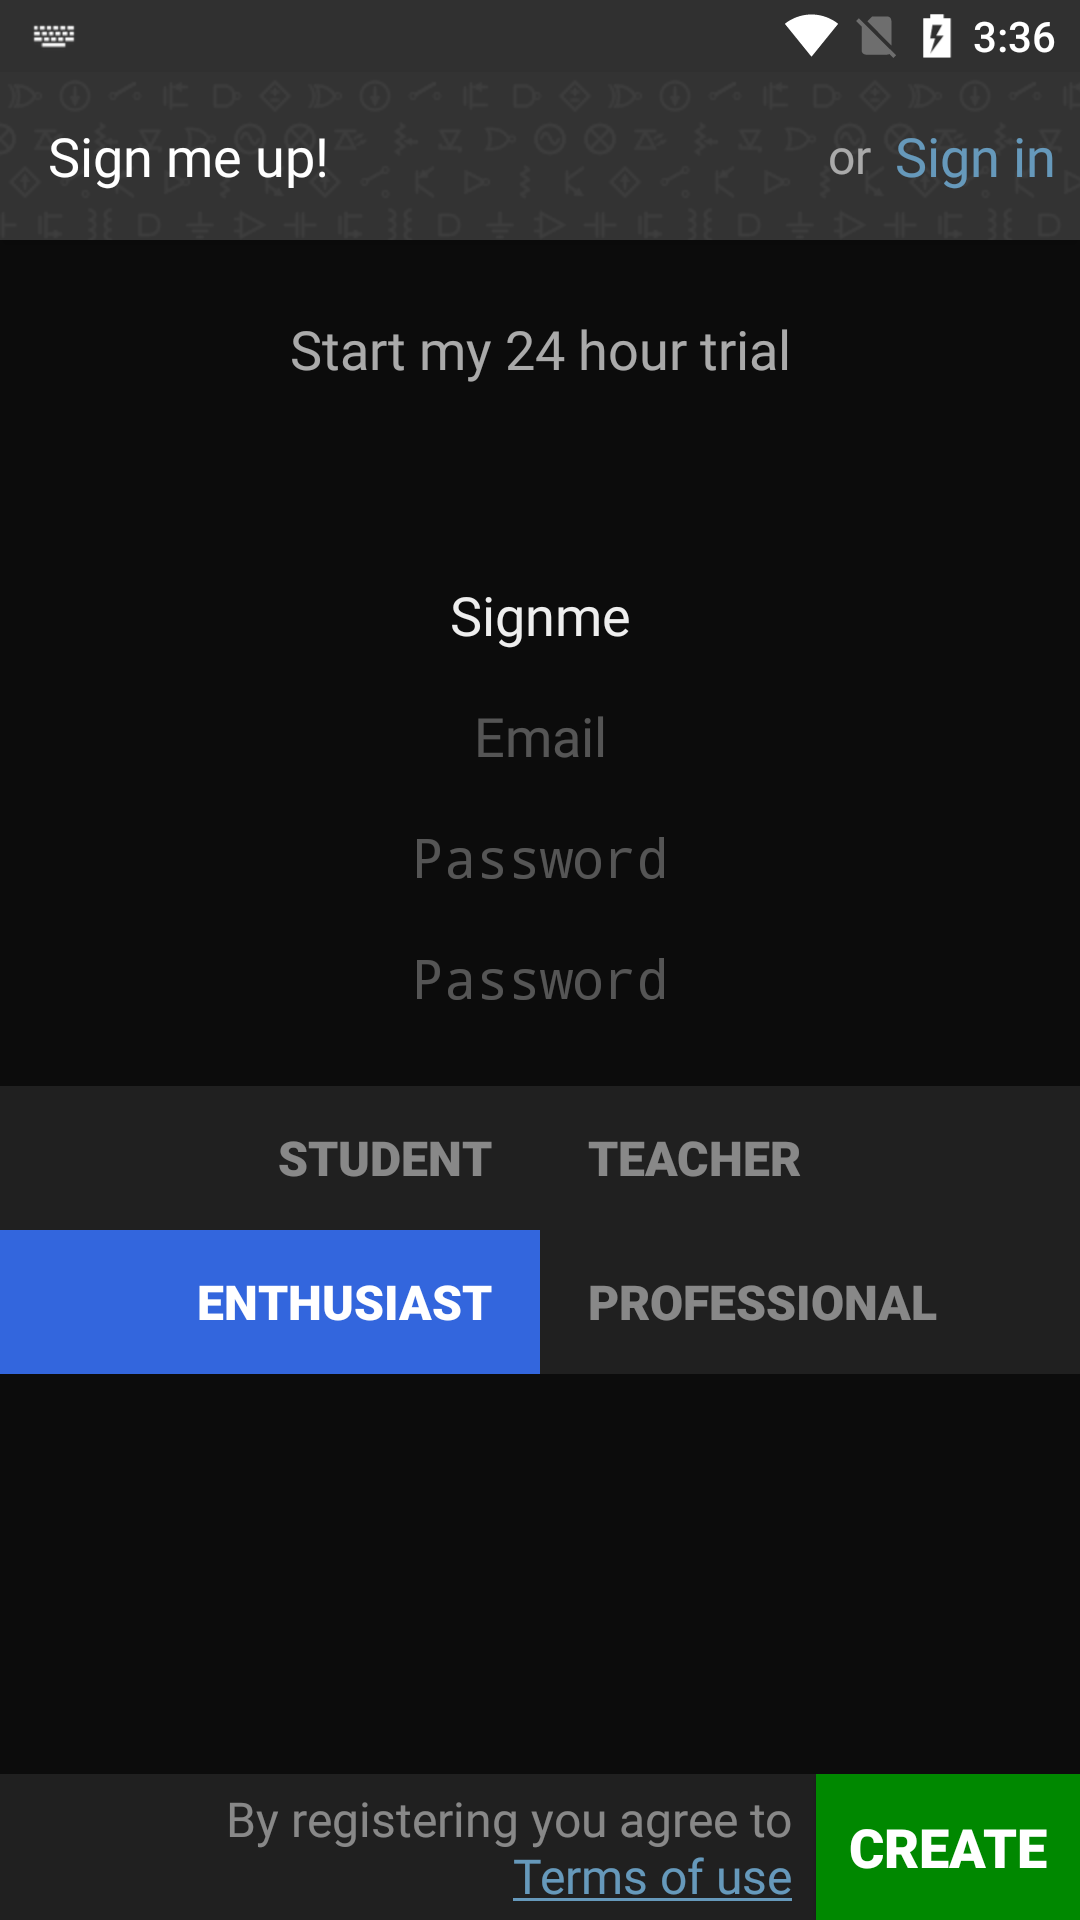 3:36
Sign me up! or Sign in
Start my 24 hour trial
Signme
Email
Password
Password
STUDENT TEACHER
ENTHUSIAST PROFESSIONAL
By registering you agree to
Terms of use
CREATE